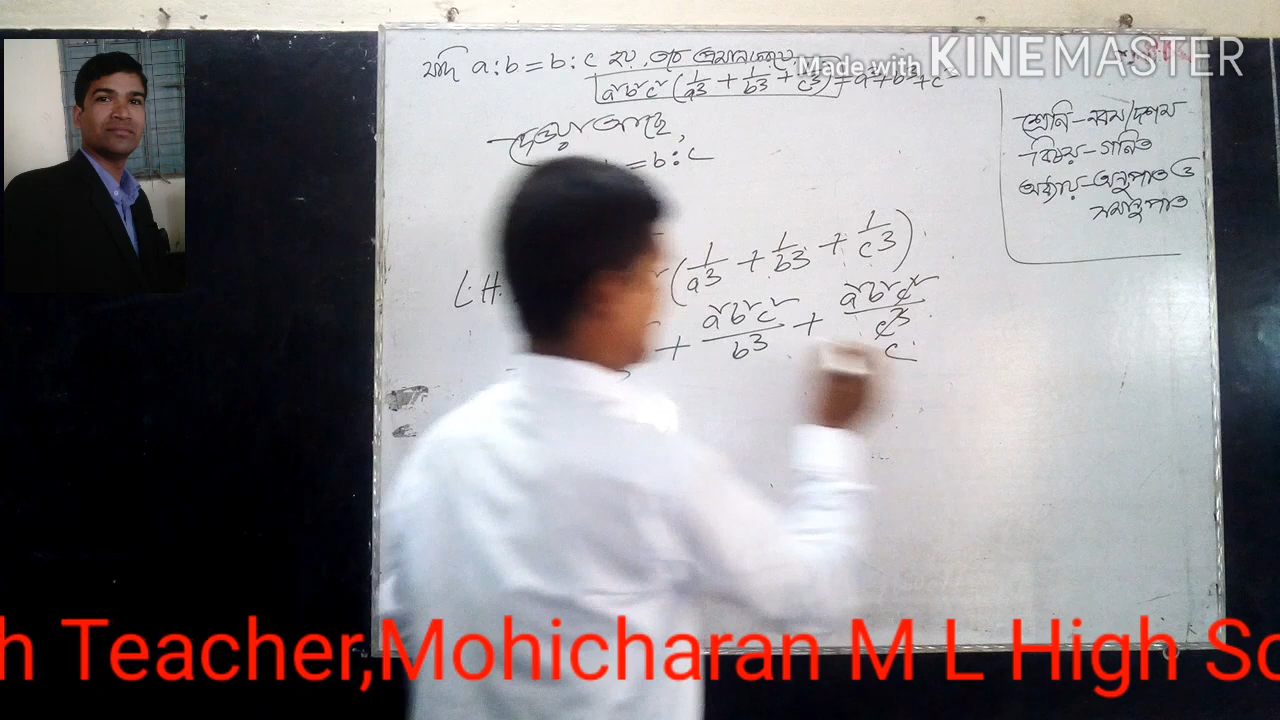 Made with KINEMASTER
যদি a : b = b : c হয়, তবে প্রমাণ কর যে,
a²b²c² (1/a3 + 1/b3 + 1/c3) = a3 + b3 + c3
দেওয়া আছে,
= b : c
শ্রেণি - নবম/দশম
বিষয় - গণিত
অধ্যায় - অনুপাত ও
সমানুপাত
L.H. (1/a3 + 1/b3 + 1/c3)
+ a²b²c²/b3 + a²b²c²/c3
c
h Teacher,Mohicharan M L High Sc